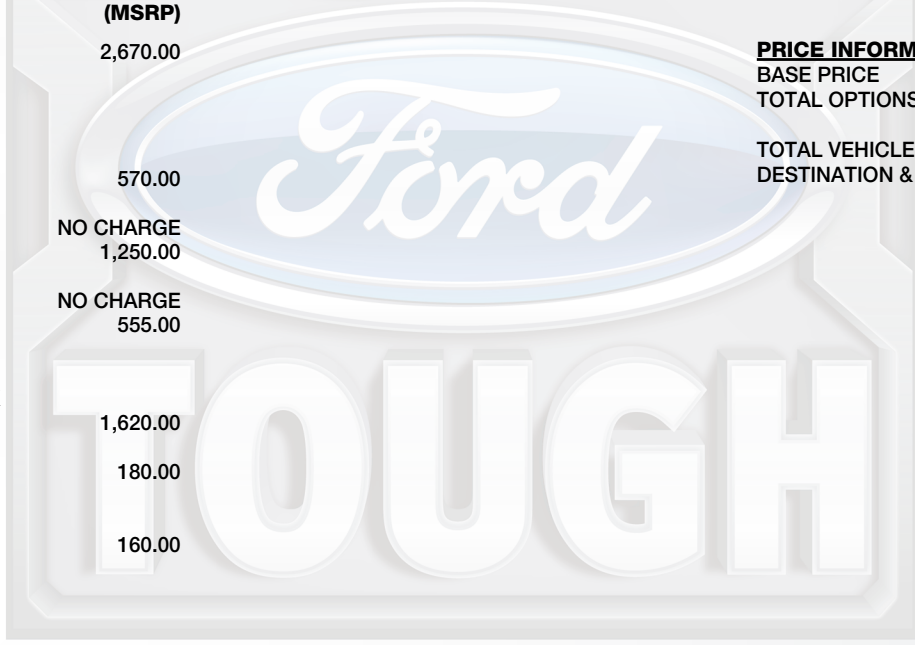 (MSRP)
2,670.00
570.00
NO CHARGE
1,250.00
NO CHARGE
555.00
1,620.00
180.00
160.00
PRICE INFORM
BASE PRICE
TOTAL OPTIONS
TOTAL VEHICLE
DESTINATION &
Ford
TOUGH